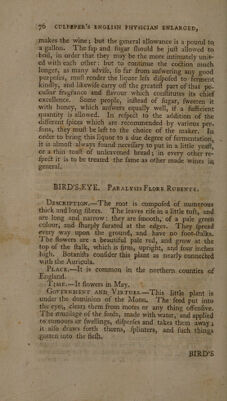 76 CULPEPER'S ENGLISH PHYSICIAN ENLARGED,
makes the wine; but the general allowance is a pound to
a gallon. The sap and sugar should be just allowed to
boil, in order that they may be the more intimately unit-
ed with each other: but to continue the coction much
longer, as many advise, so far from answering any good
purpose, must render the liquor less disposed to ferment
kindly, and likewise carry off the greatest part of that pe-
culiar fragrance and flavour which constitutes its chief
excellence. Some people, instead of sugar, sweeten it
with honey, which answers equally well, if a sufficient
quantity is allowed. In respect to the addition of the
different spices which are recommended by various per-
sons, they must be left to the choice of the maker. In
order to bring this liquor to a due degree of fermentation,
it is almost always found necessary to put in a little yeast,
or a thin toast of unleavened bread; in every other re-
spect it is to be treated the same as other made wines in
general.
BIRD'S-EYE. PARALYSIS FLORE RUBENTE.
DESCRIPTION.—The root is composed of numerous
thick and long fibres. The leaves rise in a little tuft, and
are long and narrow: they are smooth, of a pale green
colour, and sharply serated at the edges. They spread
every way upon the ground, and have no foot-stalks.
The flowers are a beautiful pale red, and grow at the
top of the stalk, which is firm, upright, and four inches
high. Botanists consider this plant as nearly connected
with the Auricula.
PLACE.—It is common in the northern counties of
England.
TIME.—It flowers in May.
GOVERNMENT AND VIRTUES.—This little plant is
under the dominion of the Moon. The seed put into
the eyes, clears them from motes or any thing offensive.
The mucilage of the seeds, made with water, and applied
to tumours or swellings, disperses and takes them away;
it also draws forth thorns, splinters, and such things
gotten into the flesh.
BIRD'S